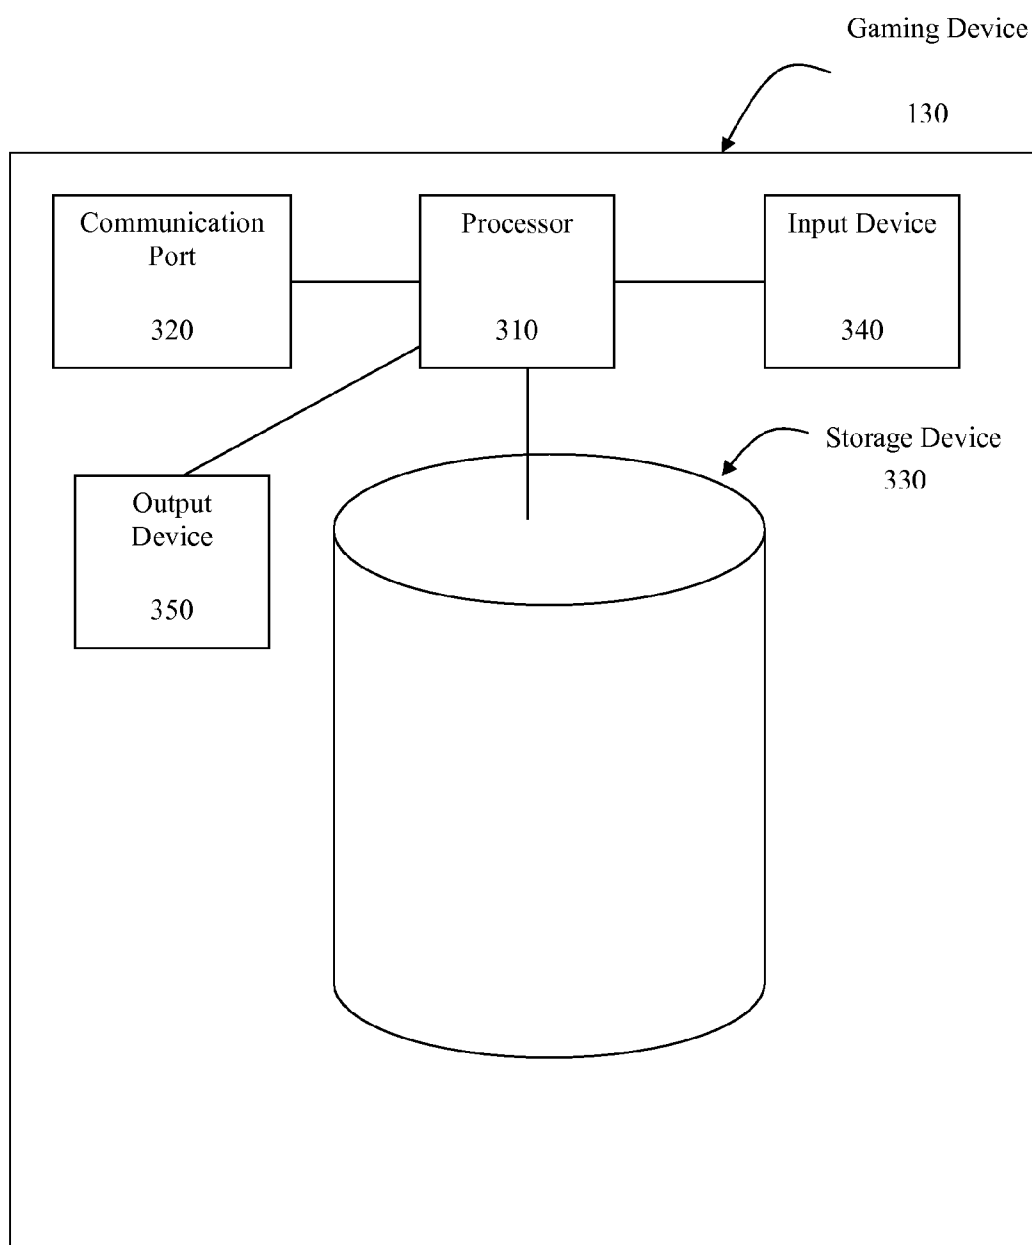 Gaming Device
130
Communication
Port
320
Processor
310
Input Device
340
Storage Device
330
Output
Device
350